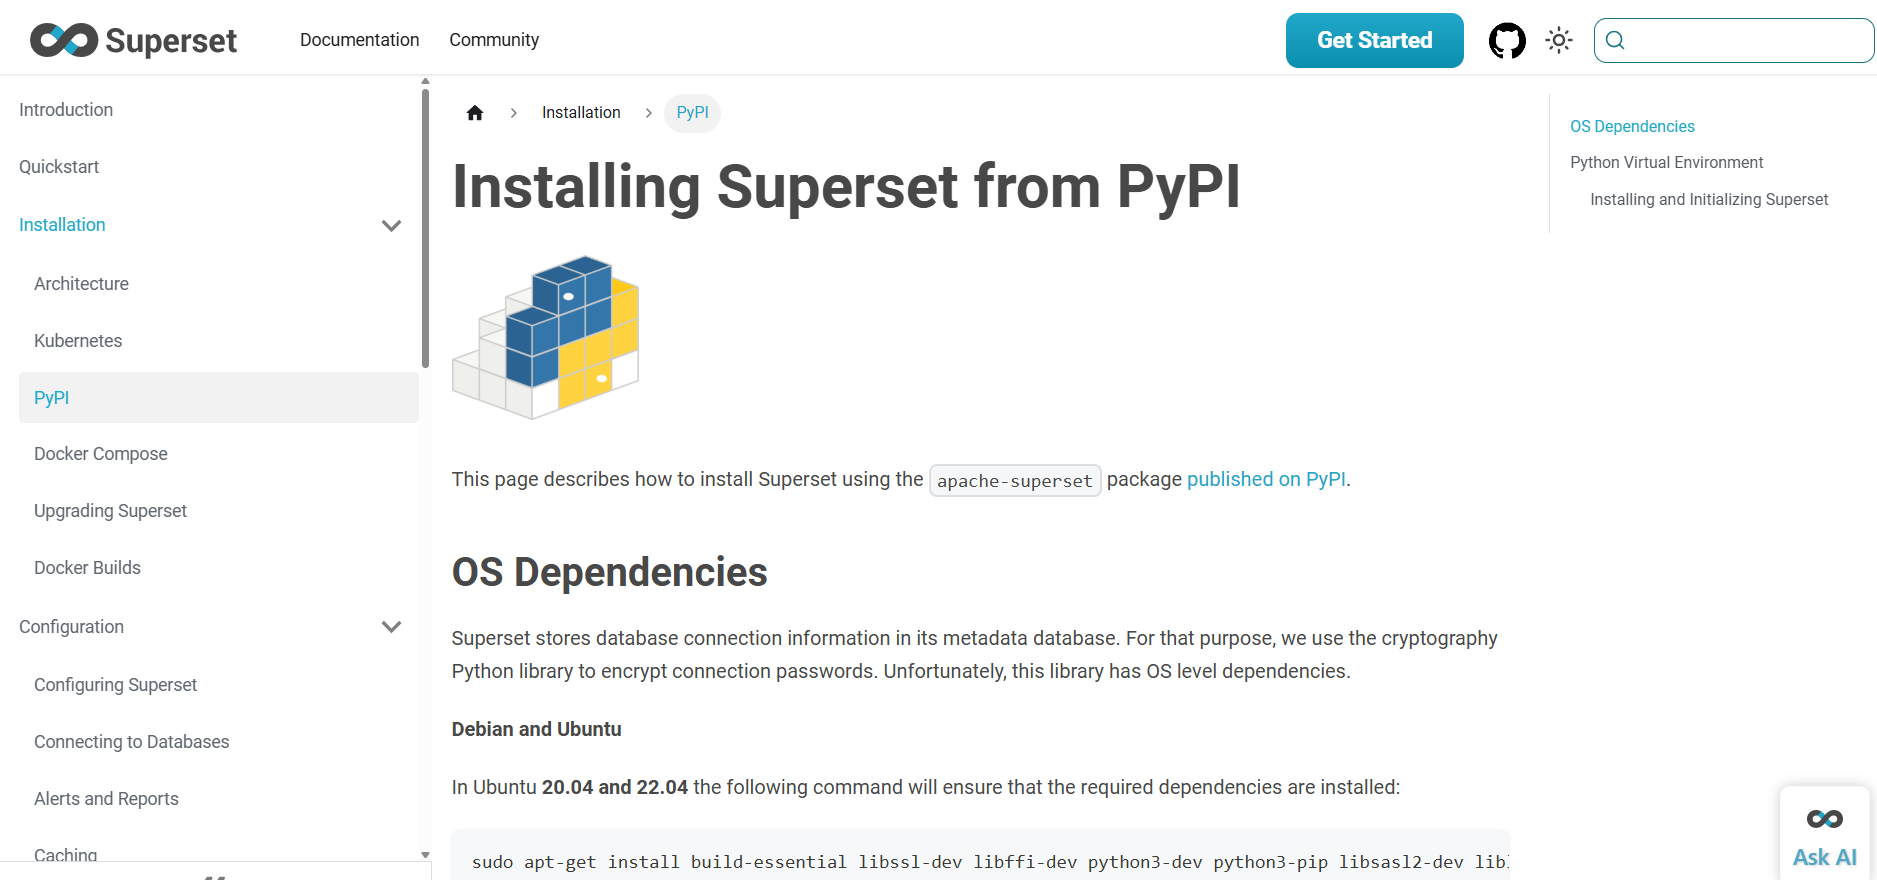 Superset
Documentation
Community
Get Started
Introduction
Quickstart
Installation
Architecture
Kubernetes
PyPI
Docker Compose
Upgrading Superset
Docker Builds
Configuration
Configuring Superset
Connecting to Databases
Alerts and Reports
Caching
Installation
PyPI
Installing Superset from PyPI
This page describes how to install Superset using the apache-superset package published on PyPI.
OS Dependencies
Superset stores database connection information in its metadata database. For that purpose, we use the cryptography
Python library to encrypt connection passwords. Unfortunately, this library has OS level dependencies.
Debian and Ubuntu
In Ubuntu 20.04 and 22.04 the following command will ensure that the required dependencies are installed:
sudo apt-get install build-essential libssl-dev libffi-dev python3-dev python3-pip libsasl2-dev
OS Dependencies
Python Virtual Environment
Installing and Initializing Superset
Ask AI